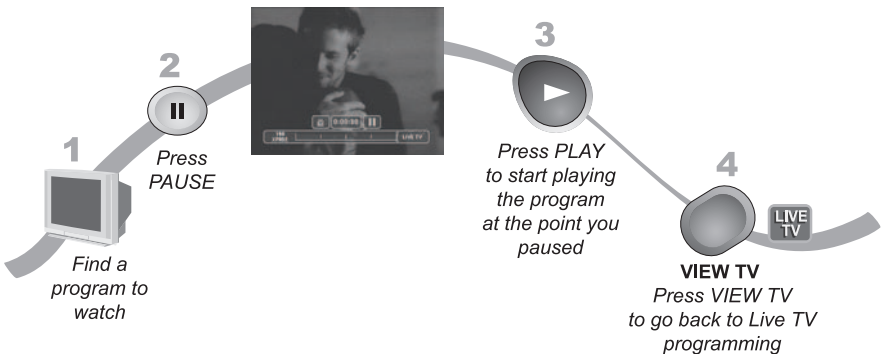 1
Find a
program to
watch
2
Press
PAUSE
LIVE TV
3
Press PLAY
to start playing
the program
at the point you
paused
4
LIVE
TV
VIEW TV
Press VIEW TV
to go back to Live TV
programming